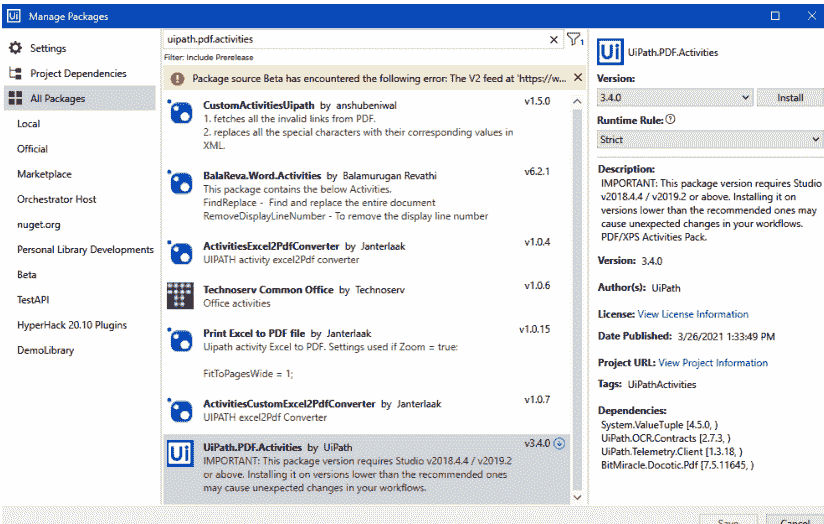 Ui Manage Packages
Settings
Project Dependencies
All Packages
Local
Official
Marketplace
Orchestrator Host
nuget.org
Personal Library Developments
Beta
TestAPI
HyperHack 20.10 Plugins
DemoLibrary
uipath.pdf.activities
1
Filter: Include Prerelease
Package source Beta has encountered the following error: The V2 feed at 'https://w...
CustomActivitiesUipath by anshubeniwal v1.5.0
1. fetches all the invalid links from PDF.
2. replaces all the special characters with their corresponding values in
XML.
BalaReva.Word.Activities by Balamurugan Revathi v6.2.1
This package contains the below Activities.
FindReplace - Find and replace the entire document
RemoveDisplayLineNumber - To remove the display line number
ActivitiesExcel2PdfConverter by Janterlaak v1.0.4
UIPATH activity excel2Pdf converter
Technoserv Common Office by Technoserv v1.0.6
Office activities
Print Excel to PDF file by Janterlaak v1.0.15
Uipath activity Excel to PDF. Settings used if Zoom = true:
FitToPagesWide = 1;
ActivitiesCustomExcel2PdfConverter by Janterlaak v1.0.7
UIPATH excel2Pdf Converter
Ui UiPath.PDF.Activities by UiPath v3.4.0
IMPORTANT: This package version requires Studio v2018.4.4 / v2019.2
or above. Installing it on versions lower than the recommended ones
may cause unexpected changes in your workflows.
Ui UiPath.PDF.Activities
Version:
3.4.0 Install
Runtime Rule: ?
Strict
Description:
IMPORTANT: This package version requires Studio
v2018.4.4 / v2019.2 or above. Installing it on
versions lower than the recommended ones may
cause unexpected changes in your workflows.
PDF/XPS Activities Pack.
Version: 3.4.0
Author(s): UiPath
License: View License Information
Date Published: 3/26/2021 1:33:49 PM
Project URL: View Project Information
Tags: UiPathActivities
Dependencies:
System.ValueTuple [4.5.0, )
UiPath.OCR.Contracts [2.7.3, )
UiPath.Telemetry.Client [1.3.18, )
BitMiracle.Docotic.Pdf [7.5.11645, )
Save Cancel